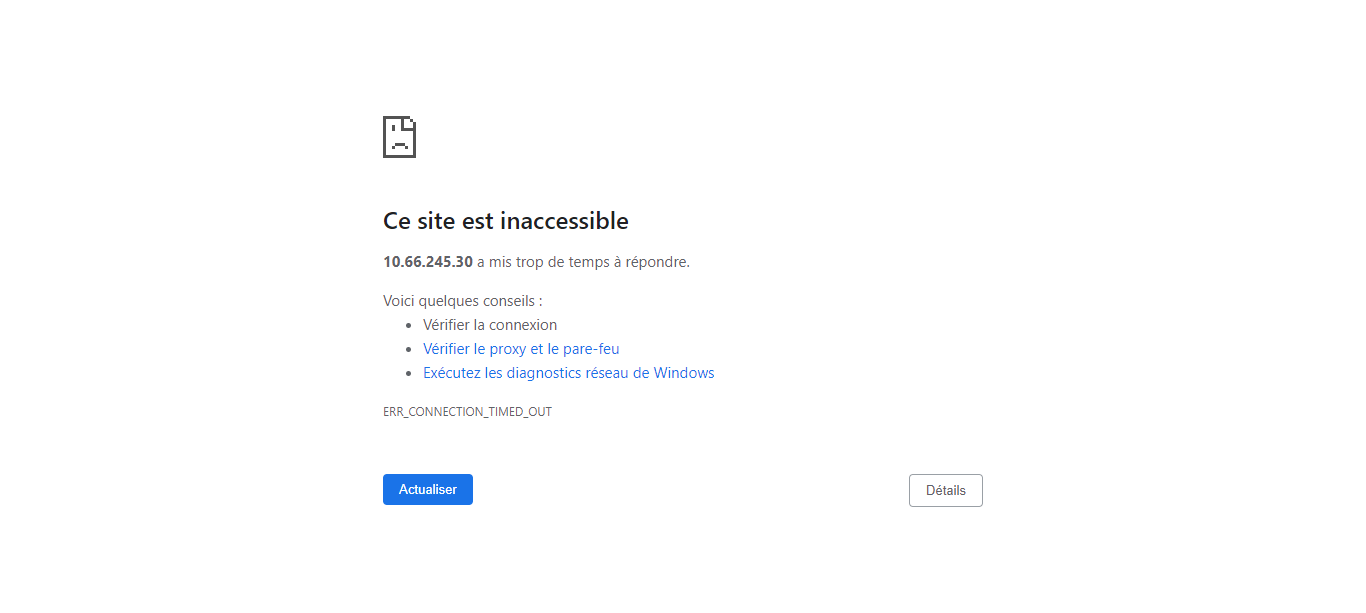 Ce site est inaccessible
10.66.245.30 a mis trop de temps à répondre.
Voici quelques conseils :
Vérifier la connexion
Vérifier le proxy et le pare-feu
Exécutez les diagnostics réseau de Windows
ERR_CONNECTION_TIMED_OUT
Actualiser
Détails